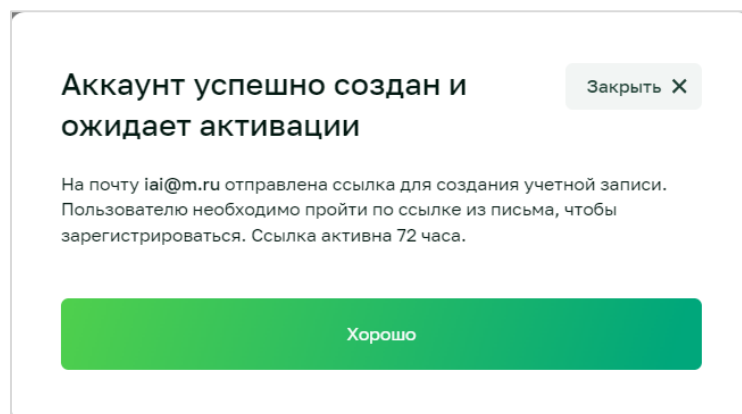 Аккаунт успешно создан и
ожидает активации
Закрыть
На почту iai@m.ru отправлена ссылка для создания учетной записи.
Пользователю необходимо пройти по ссылке из письма, чтобы
зарегистрироваться. Ссылка активна 72 часа.
Хорошо